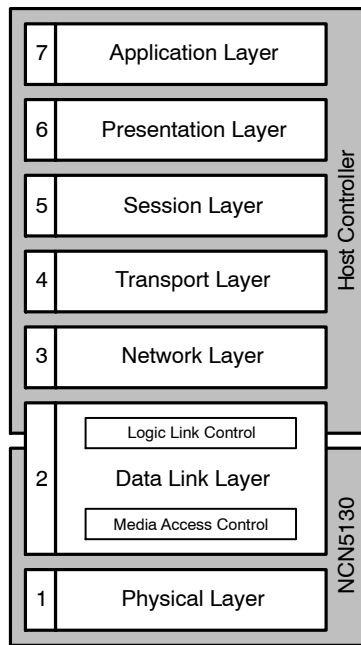 7 Application Layer
6 Presentation Layer
5 Session Layer
4 Transport Layer
3 Network Layer
Logic Link Control
2 Data Link Layer
Media Access Control
1 Physical Layer
Host Controller
NCN5130